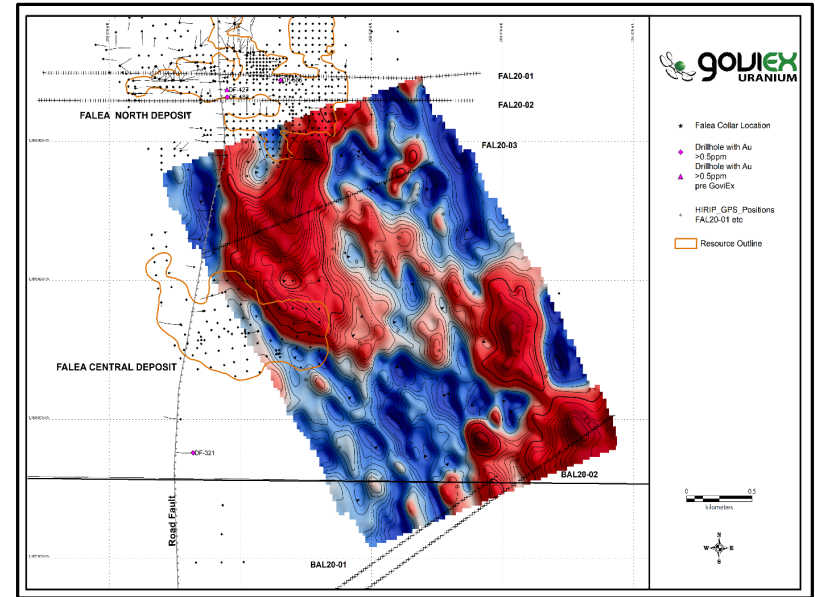 FAL20-01
FAL20-02
FALEA NORTH DEPOSIT
FAL20-03
FALEA CENTRAL DEPOSIT
DF-321
Road Fault
BAL20-02
BAL20-01
goviEX
URANIUM
Falea Collar Location
Drillhole with Au
>0.5ppm
Drillhole with Au
>0.5ppm
pre GoviEx
HIRIP_GPS_Positions
FAL20-01 etc
Resource Outline
0
0.5
kilometers
N
W
E
S